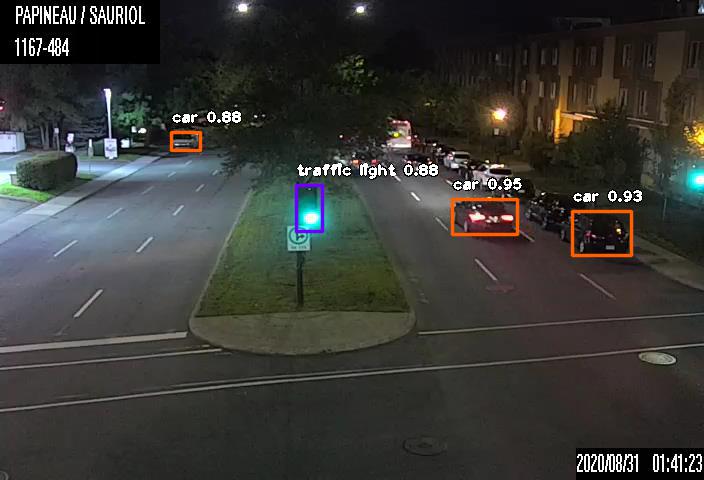 PAPINEAU / SAURIOL
1167-484
car 0.88
traffic light 0.88
car 0.95
car 0.93
2020/08/31 01:41:23